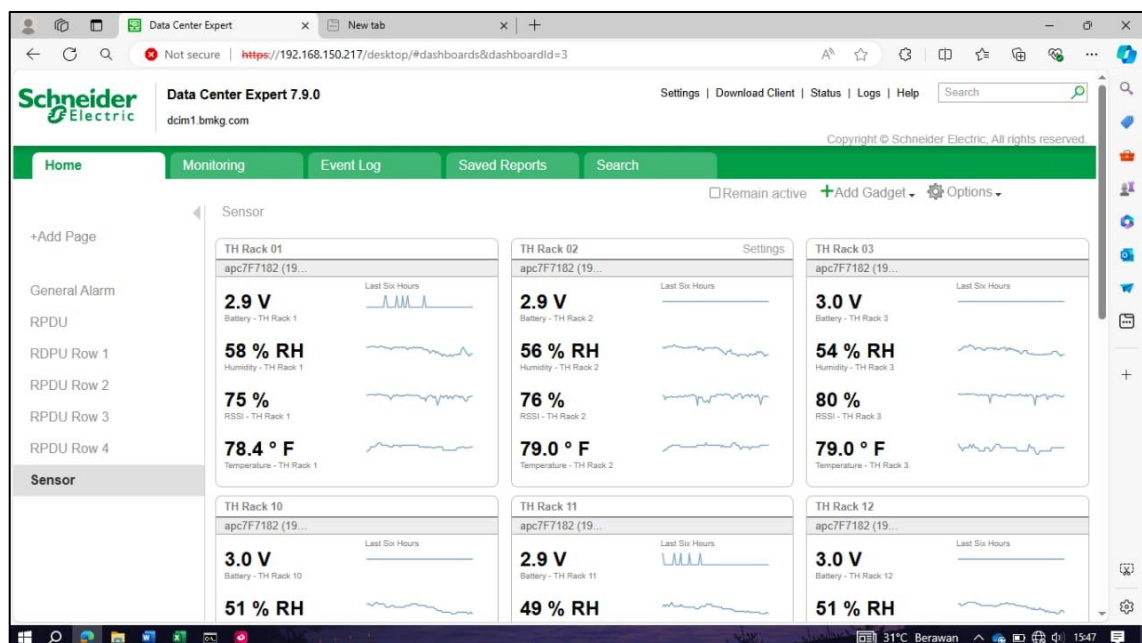 Data Center Expert
New tab
Not secure https://192.168.150.217/desktop/#dashboards&dashboardId=3
Schneider
Electric
Data Center Expert 7.9.0
dcim1.bmkg.com
Settings | Download Client | Status | Logs | Help
Search
Copyright © Schneider Electric, All rights reserved.
Home
Monitoring
Event Log
Saved Reports
Search
Remain active
+Add Gadget
Options
+Add Page
General Alarm
RPDU
RDPU Row 1
RPDU Row 2
RPDU Row 3
RPDU Row 4
Sensor
Sensor
TH Rack 01
apc7F7182 (19...
Last Six Hours
2.9 V
Battery - TH Rack 1
58 % RH
Humidity - TH Rack 1
75 %
RSSI - TH Rack 1
78.4 ° F
Temperature - TH Rack 1
TH Rack 02
Settings
apc7F7182 (19...
Last Six Hours
2.9 V
Battery - TH Rack 2
56 % RH
Humidity - TH Rack 2
76 %
RSSI - TH Rack 2
79.0 ° F
Temperature - TH Rack 2
TH Rack 03
apc7F7182 (19...
Last Six Hours
3.0 V
Battery - TH Rack 3
54 % RH
Humidity - TH Rack 3
80 %
RSSI - TH Rack 3
79.0 ° F
Temperature - TH Rack 3
TH Rack 10
apc7F7182 (19...
Last Six Hours
3.0 V
Battery - TH Rack 10
51 % RH
TH Rack 11
apc7F7182 (19...
Last Six Hours
2.9 V
Battery - TH Rack 11
49 % RH
TH Rack 12
apc7F7182 (19...
Last Six Hours
3.0 V
Battery - TH Rack 12
51 % RH
31°C Berawan
15:47